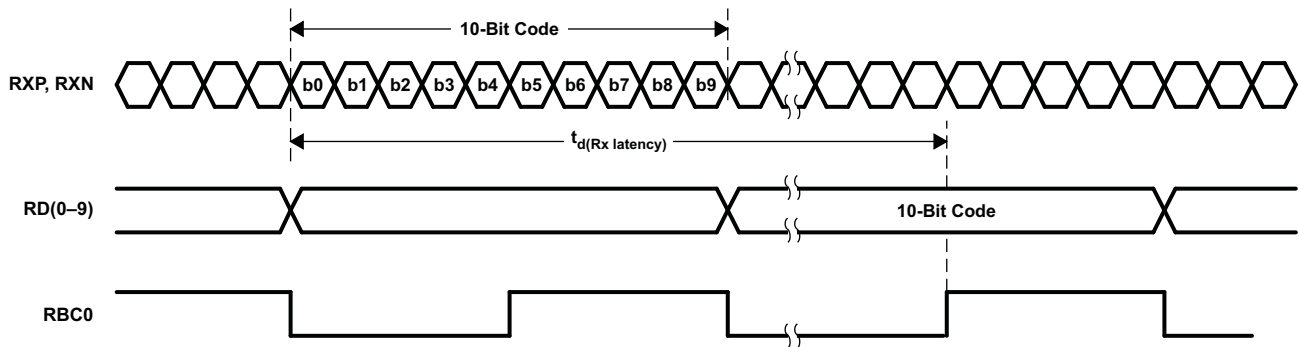 10-Bit Code
RXP, RXN
b0 b1 b2 b3 b4 b5 b6 b7 b8 b9
td(Rx latency)
RD(0–9)
10-Bit Code
RBC0